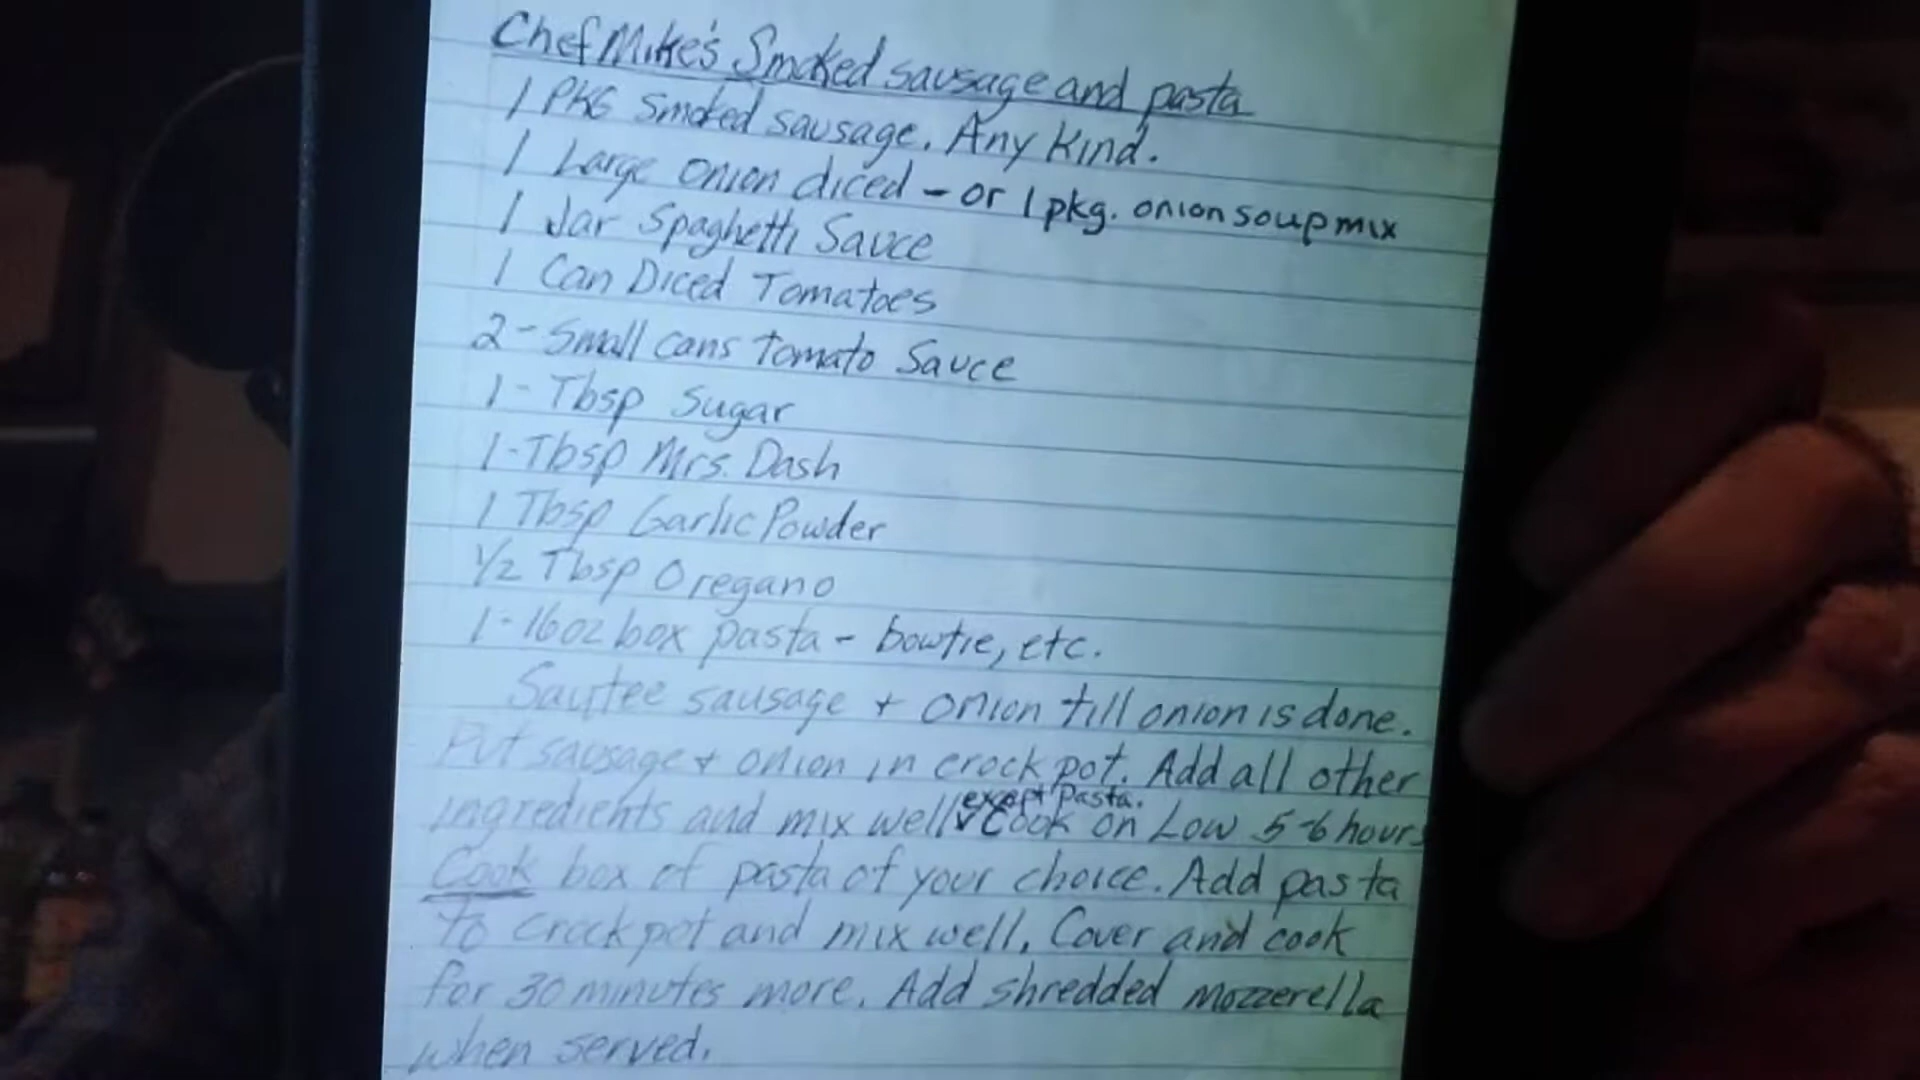 Chef Mike's Smoked sausage and pasta
1 PKG Smoked sausage. Any Kind.
1 Large onion diced - or 1 pkg. onion soup mix
1 Jar Spaghetti Sauce
1 Can Diced Tomatoes
2 - Small cans Tomato Sauce
1 - Tbsp Sugar
1 - Tbsp Mrs. Dash
1 Tbsp Garlic Powder
1/2 Tbsp Oregano
1 - 16oz box pasta - bowtie, etc.
Sautee sausage + onion till onion is done.
Put sausage + onion in crock pot. Add all other
except Pasta.
ingredients and mix well ✓ Cook on Low 5-6 hours
Cook box of pasta of your choice. Add pasta
to crock pot and mix well. Cover and cook
for 30 minutes more. Add shredded mozzerella
when served.